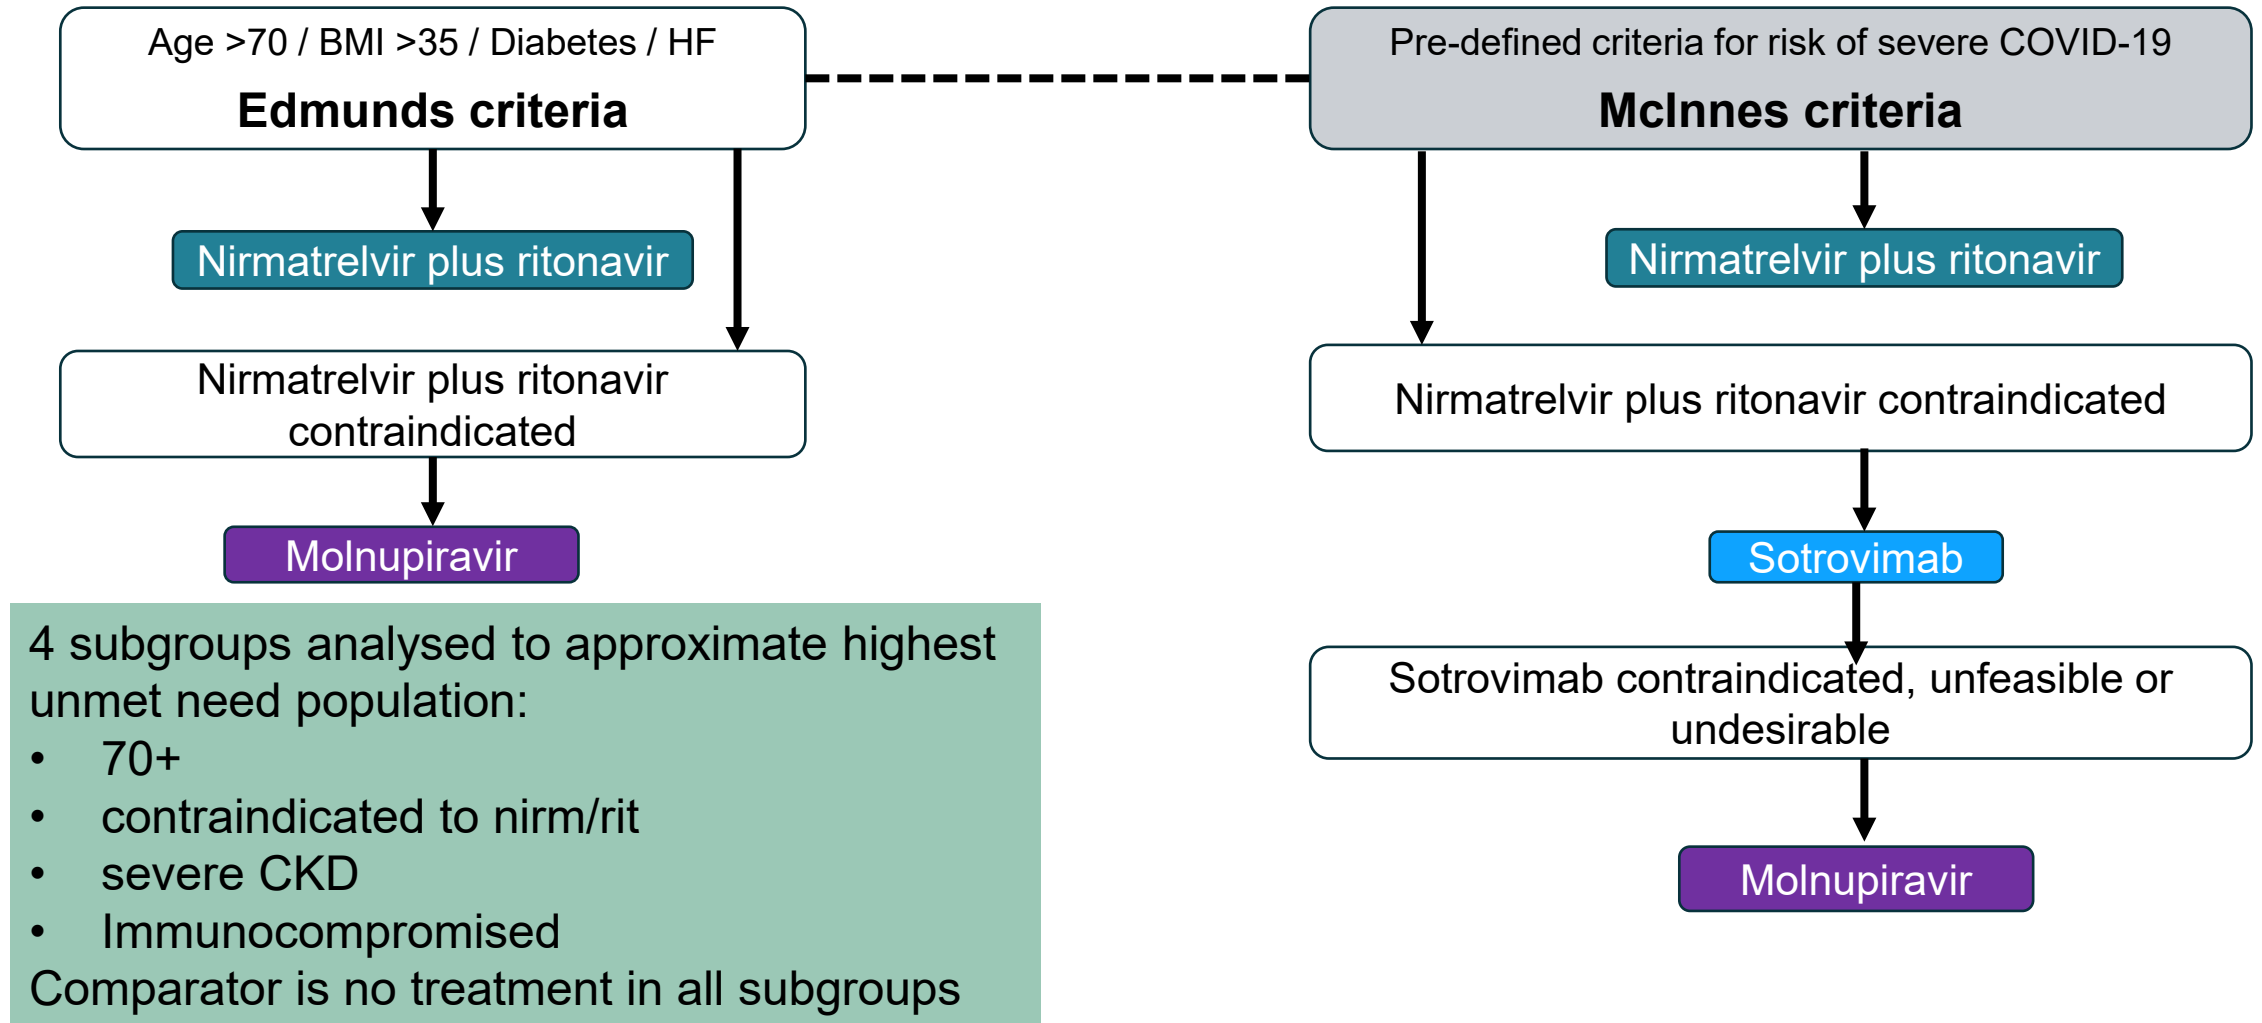 Age >70 / BMI >35 / Diabetes / HF
Edmunds criteria
Nirmatrelvir plus ritonavir
Nirmatrelvir plus ritonavir
contraindicated
Molnupiravir
4 subgroups analysed to approximate highest
unmet need population:
• 70+
• contraindicated to nirm/rit
• severe CKD
• Immunocompromised
Comparator is no treatment in all subgroups
Pre-defined criteria for risk of severe COVID-19
McInnes criteria
Nirmatrelvir plus ritonavir
Nirmatrelvir plus ritonavir contraindicated
Sotrovimab
Sotrovimab contraindicated, unfeasible or
undesirable
Molnupiravir